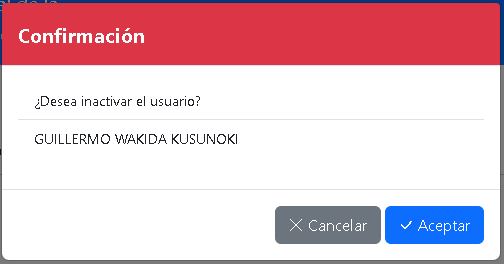 Confirmación
¿Desea inactivar el usuario?
GUILLERMO WAKIDA KUSUNOKI
Cancelar
Aceptar